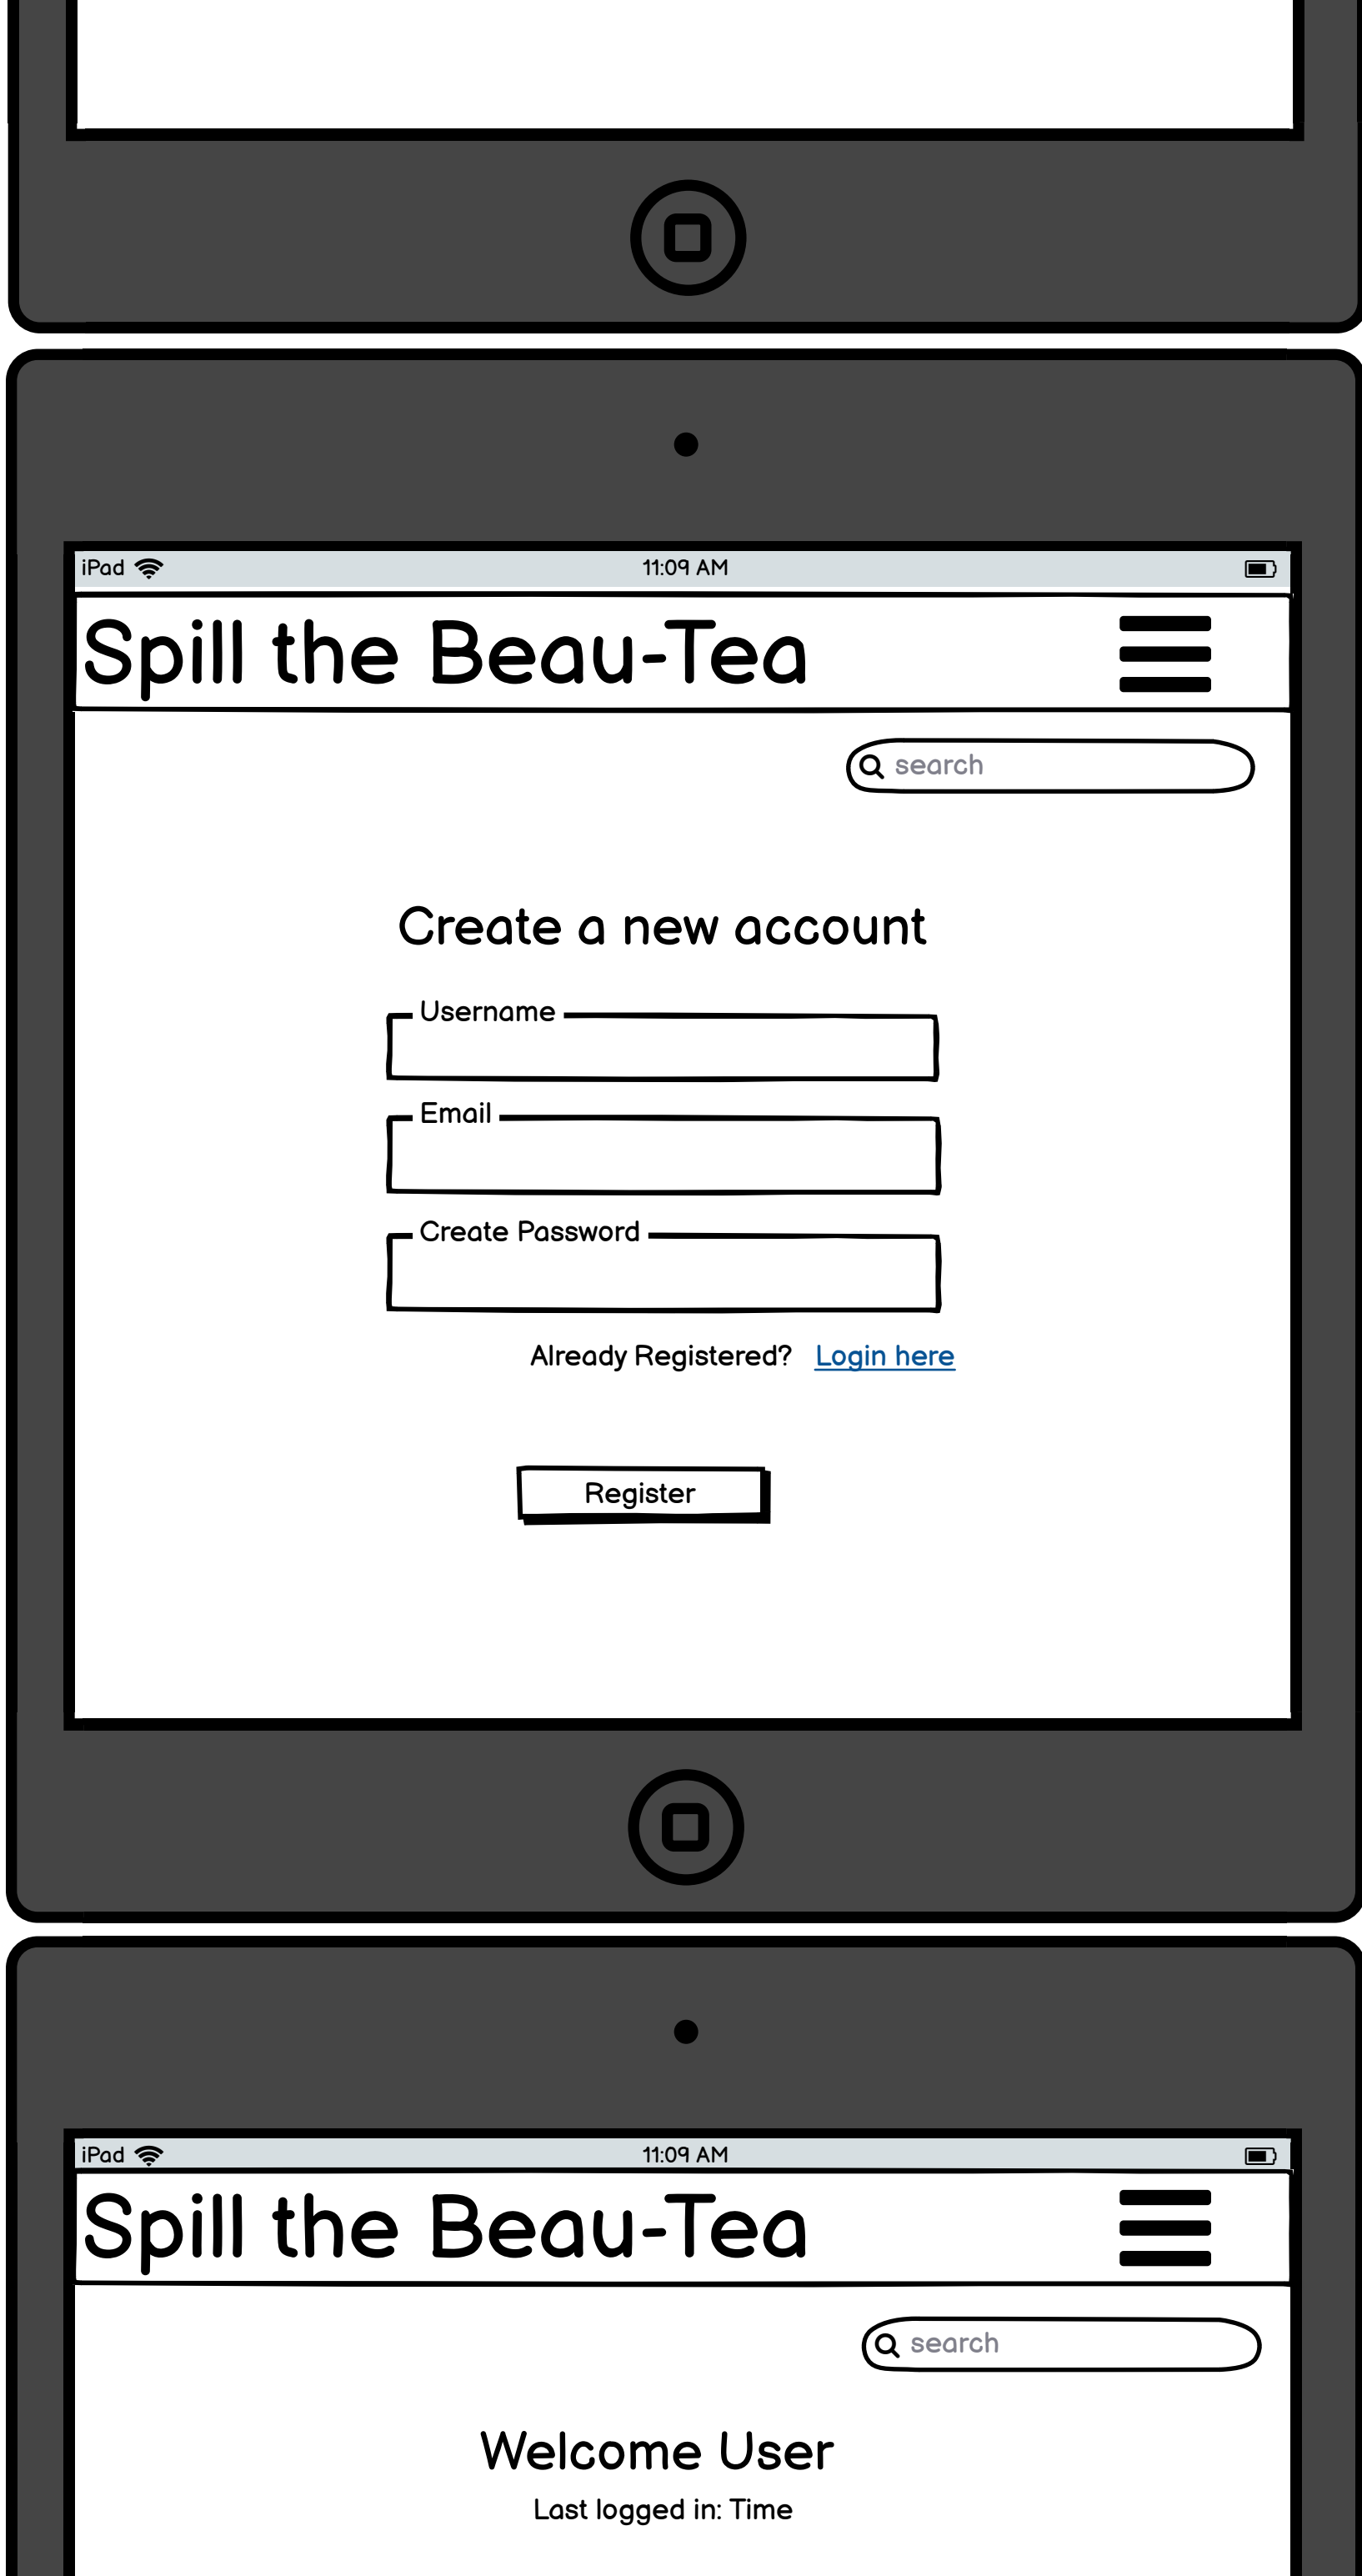 iPad 11:09 AM
Spill the Beau-Tea
search
Create a new account
Username
Email
Create Password
Already Registered? Login here
Register
iPad 11:09 AM
Spill the Beau-Tea
search
Welcome User
Last logged in: Time